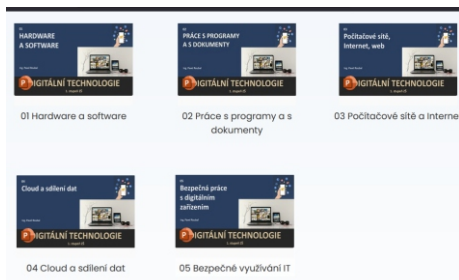 HARDWARE
A SOFTWARE
DIGITÁLNÍ TECHNOLOGIE
01 Hardware a software
PRÁCE S PROGRAMY
A S DOKUMENTY
DIGITÁLNÍ TECHNOLOGIE
02 Práce s programy a s
dokumenty
Počítačové sítě,
Internet, web
DIGITÁLNÍ TECHNOLOGIE
03 Počítačové sítě a Interne
Cloud a sdílení dat
DIGITÁLNÍ TECHNOLOGIE
04 Cloud a sdílení dat
Bezpečná práce
s digitálním
zařízením
DIGITÁLNÍ TECHNOLOGIE
05 Bezpečné využívání IT